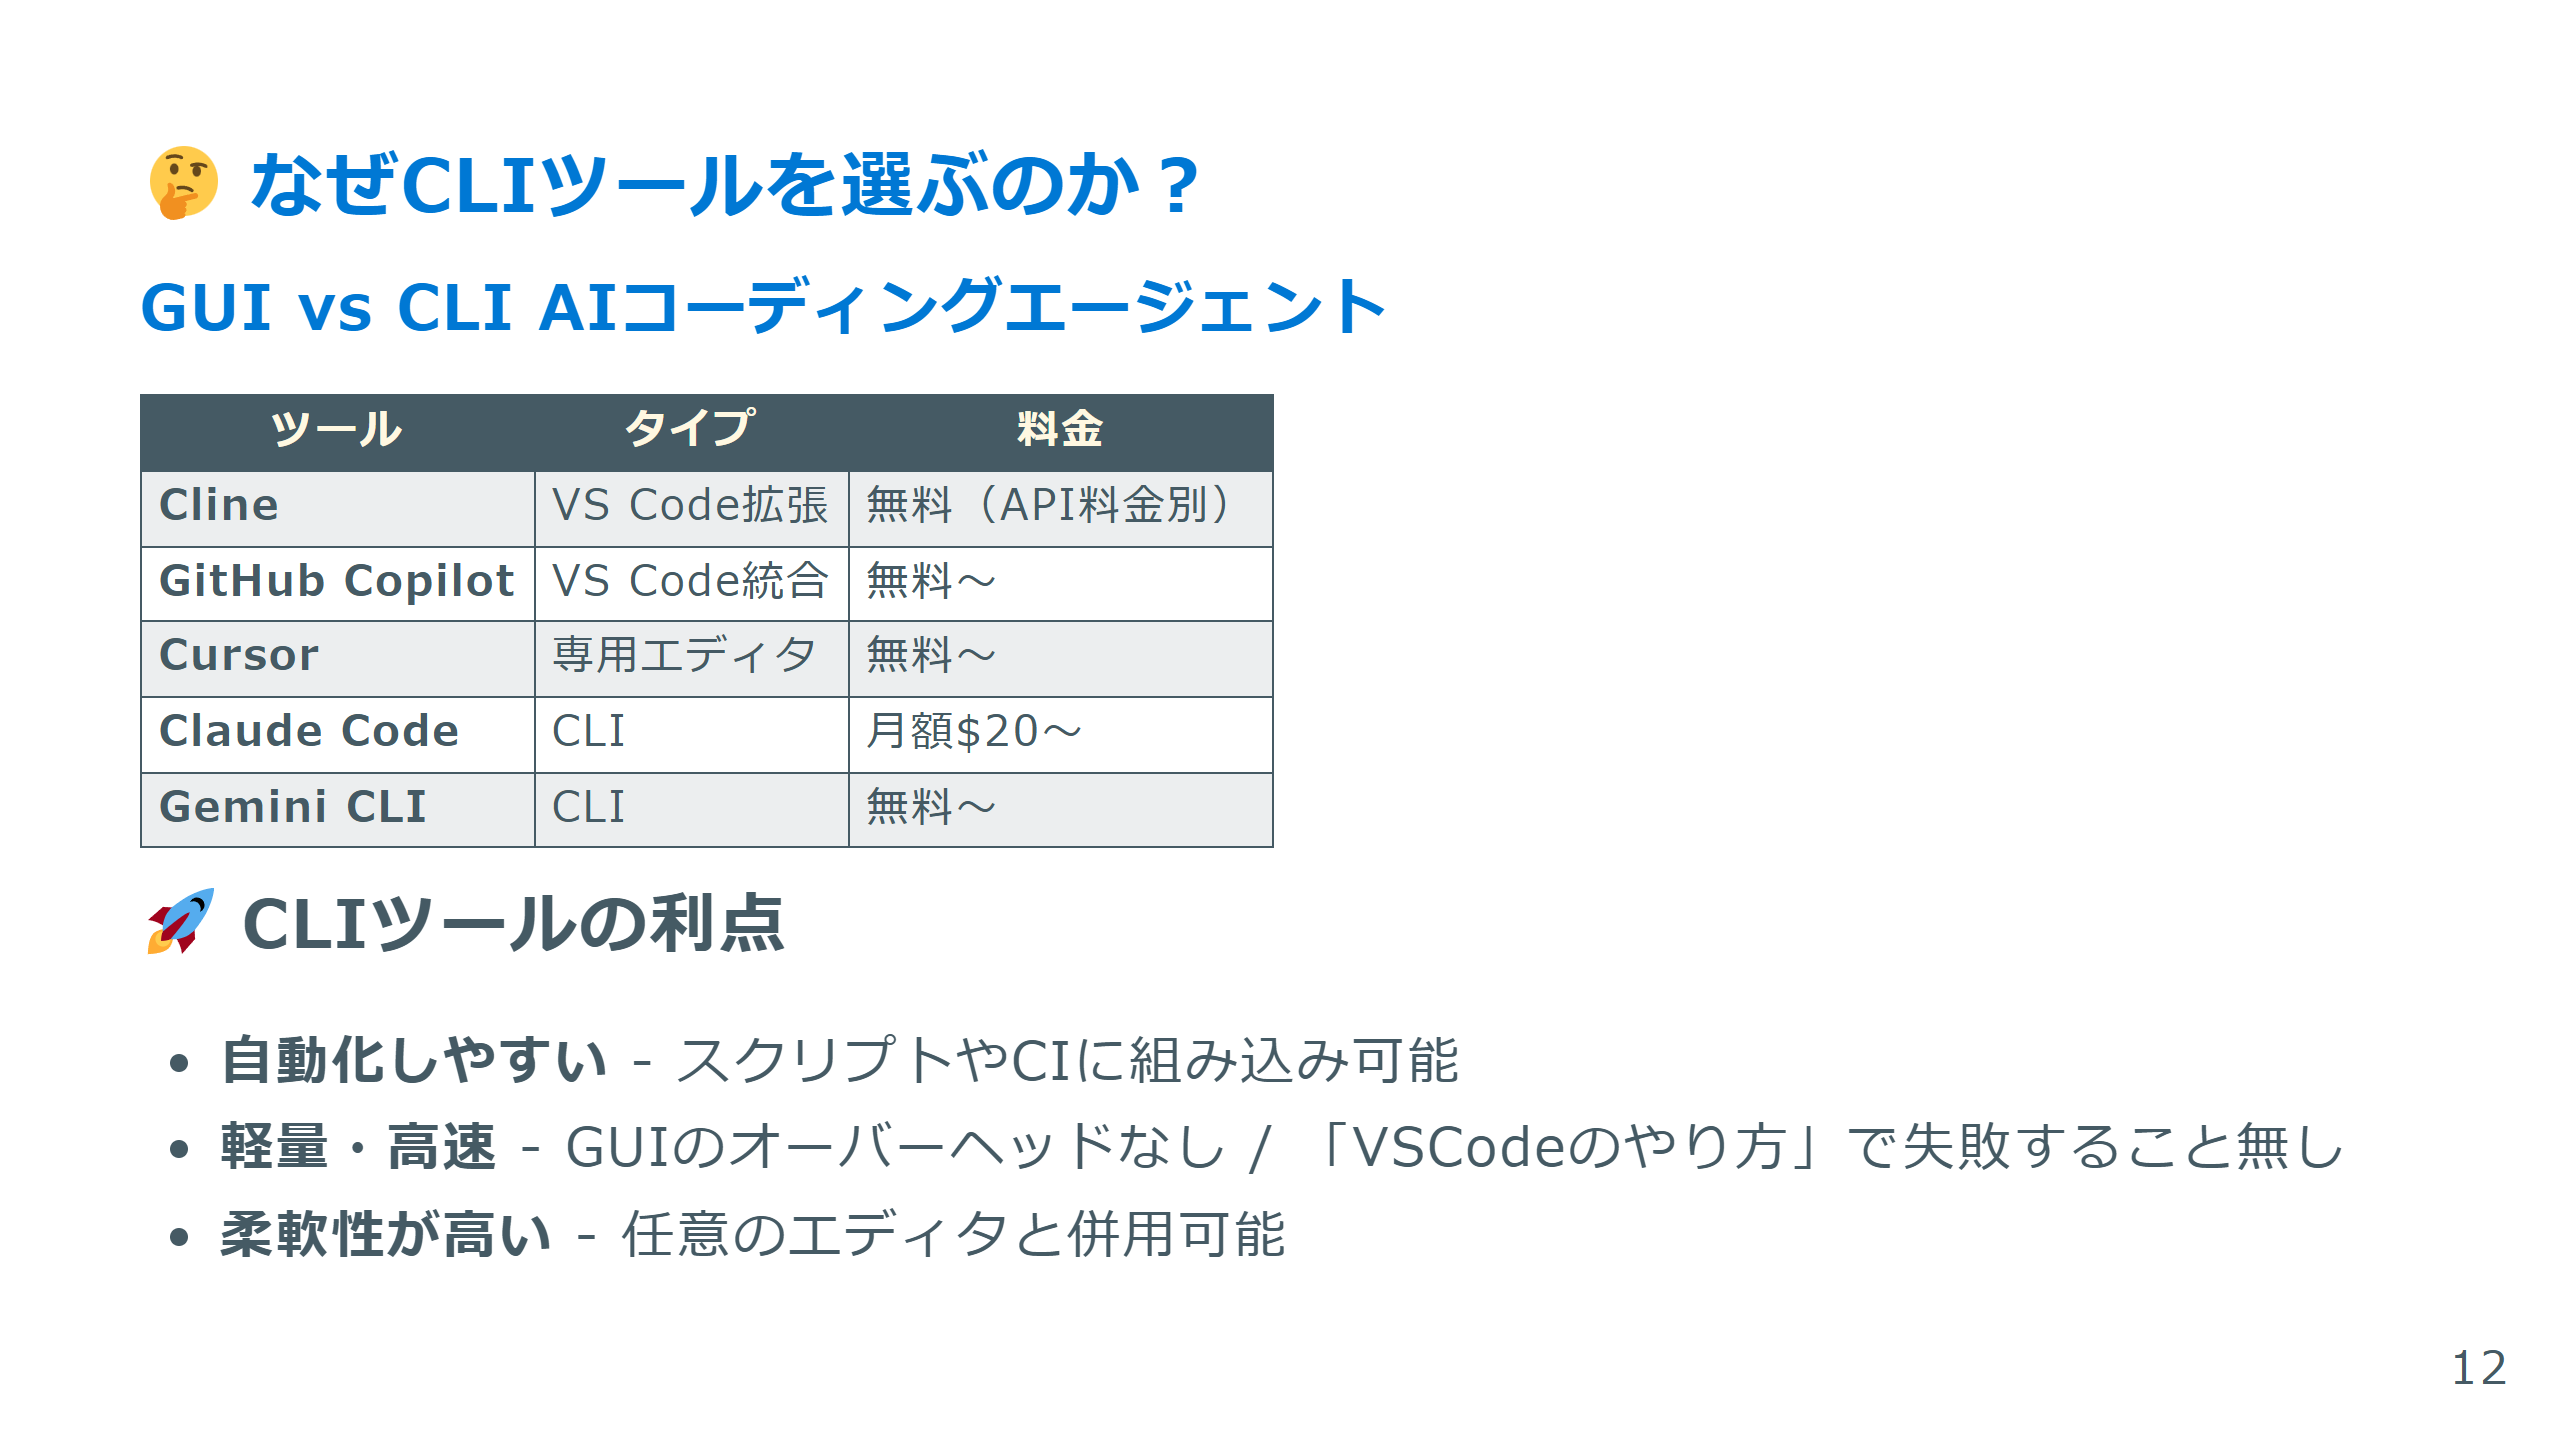 🤔 なぜCLIツールを選ぶのか？
GUI vs CLI AIコーディングエージェント
ツール タイプ 料金
Cline VS Code拡張 無料（API料金別）
GitHub Copilot VS Code統合 無料〜
Cursor 専用エディタ 無料〜
Claude Code CLI 月額$20〜
Gemini CLI CLI 無料〜
🚀 CLIツールの利点
• 自動化しやすい - スクリプトやCIに組み込み可能
• 軽量・高速 - GUIのオーバーヘッドなし / 「VSCodeのやり方」で失敗すること無し
• 柔軟性が高い - 任意のエディタと併用可能
12